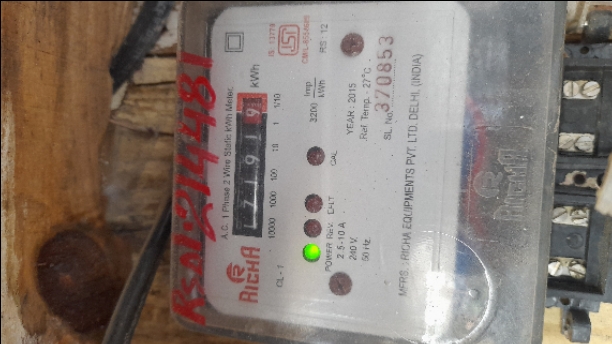 A.C. 1 Phase 2 Wire Static kWh Meter
kWh
10000 1000 100 10 1 1/10
RICHA
CL - 1
IS: 13779
RS : 12
3200 Imp/kWh
CAL
E/LT
Rev.
POWER
2.5-10 A
240 V.
50 Hz.
YEAR : 2015
Ref. Temp. - 27°C
SL. No. 370853
MFRS. : RICHA EQUIPMENTS PVT. LTD. DELHI, (INDIA)
RICHA